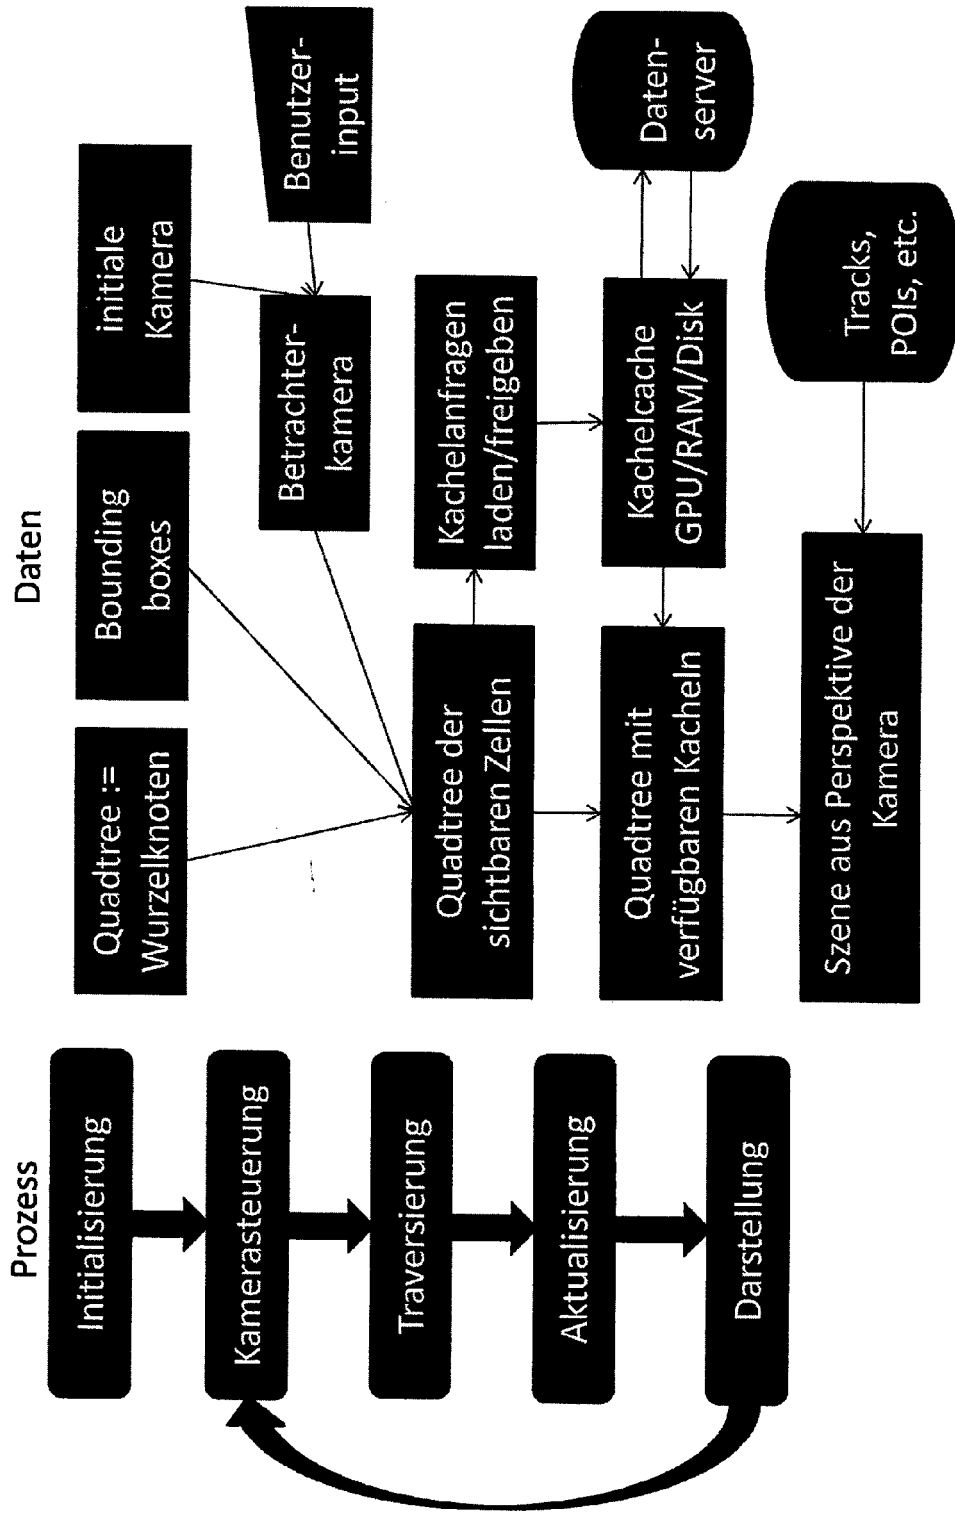 Prozess
Daten
Initialisierung
Quadtree :=
Wurzelknoten
Bounding
boxes
initiale
Kamera
Kamerasteuerung
Betrachter-
kamera
Benutzer-
input
Traversierung
Quadtree der
sichtbaren Zellen
Kachelanfragen
laden/freigeben
Aktualisierung
Quadtree mit
verfügbaren Kacheln
Kachelcache
GPU/RAM/Disk
Daten-
server
Darstellung
Szene aus Perspektive der
Kamera
Tracks,
POIs, etc.